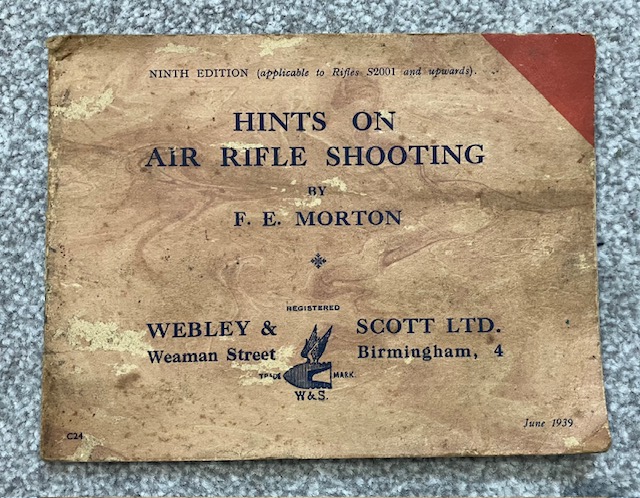 NINTH EDITION (applicable to Rifles S2001 and upwards).
HINTS ON
AIR RIFLE SHOOTING
BY
F. E. MORTON
REGISTERED
WEBLEY & SCOTT LTD.
Weaman Street Birmingham, 4
TRADE MARK.
W&S.
C24
June 1939